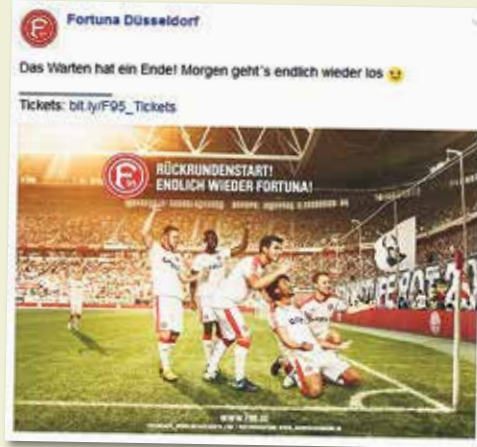 Fortuna Düsseldorf
Das Warten hat ein Ende! Morgen geht´s endlich wieder los
Tickets: bit.ly/F95_Tickets
RÜCKRUNDENSTART!
ENDLICH WIEDER FORTUNA!
WWW.F95.DE